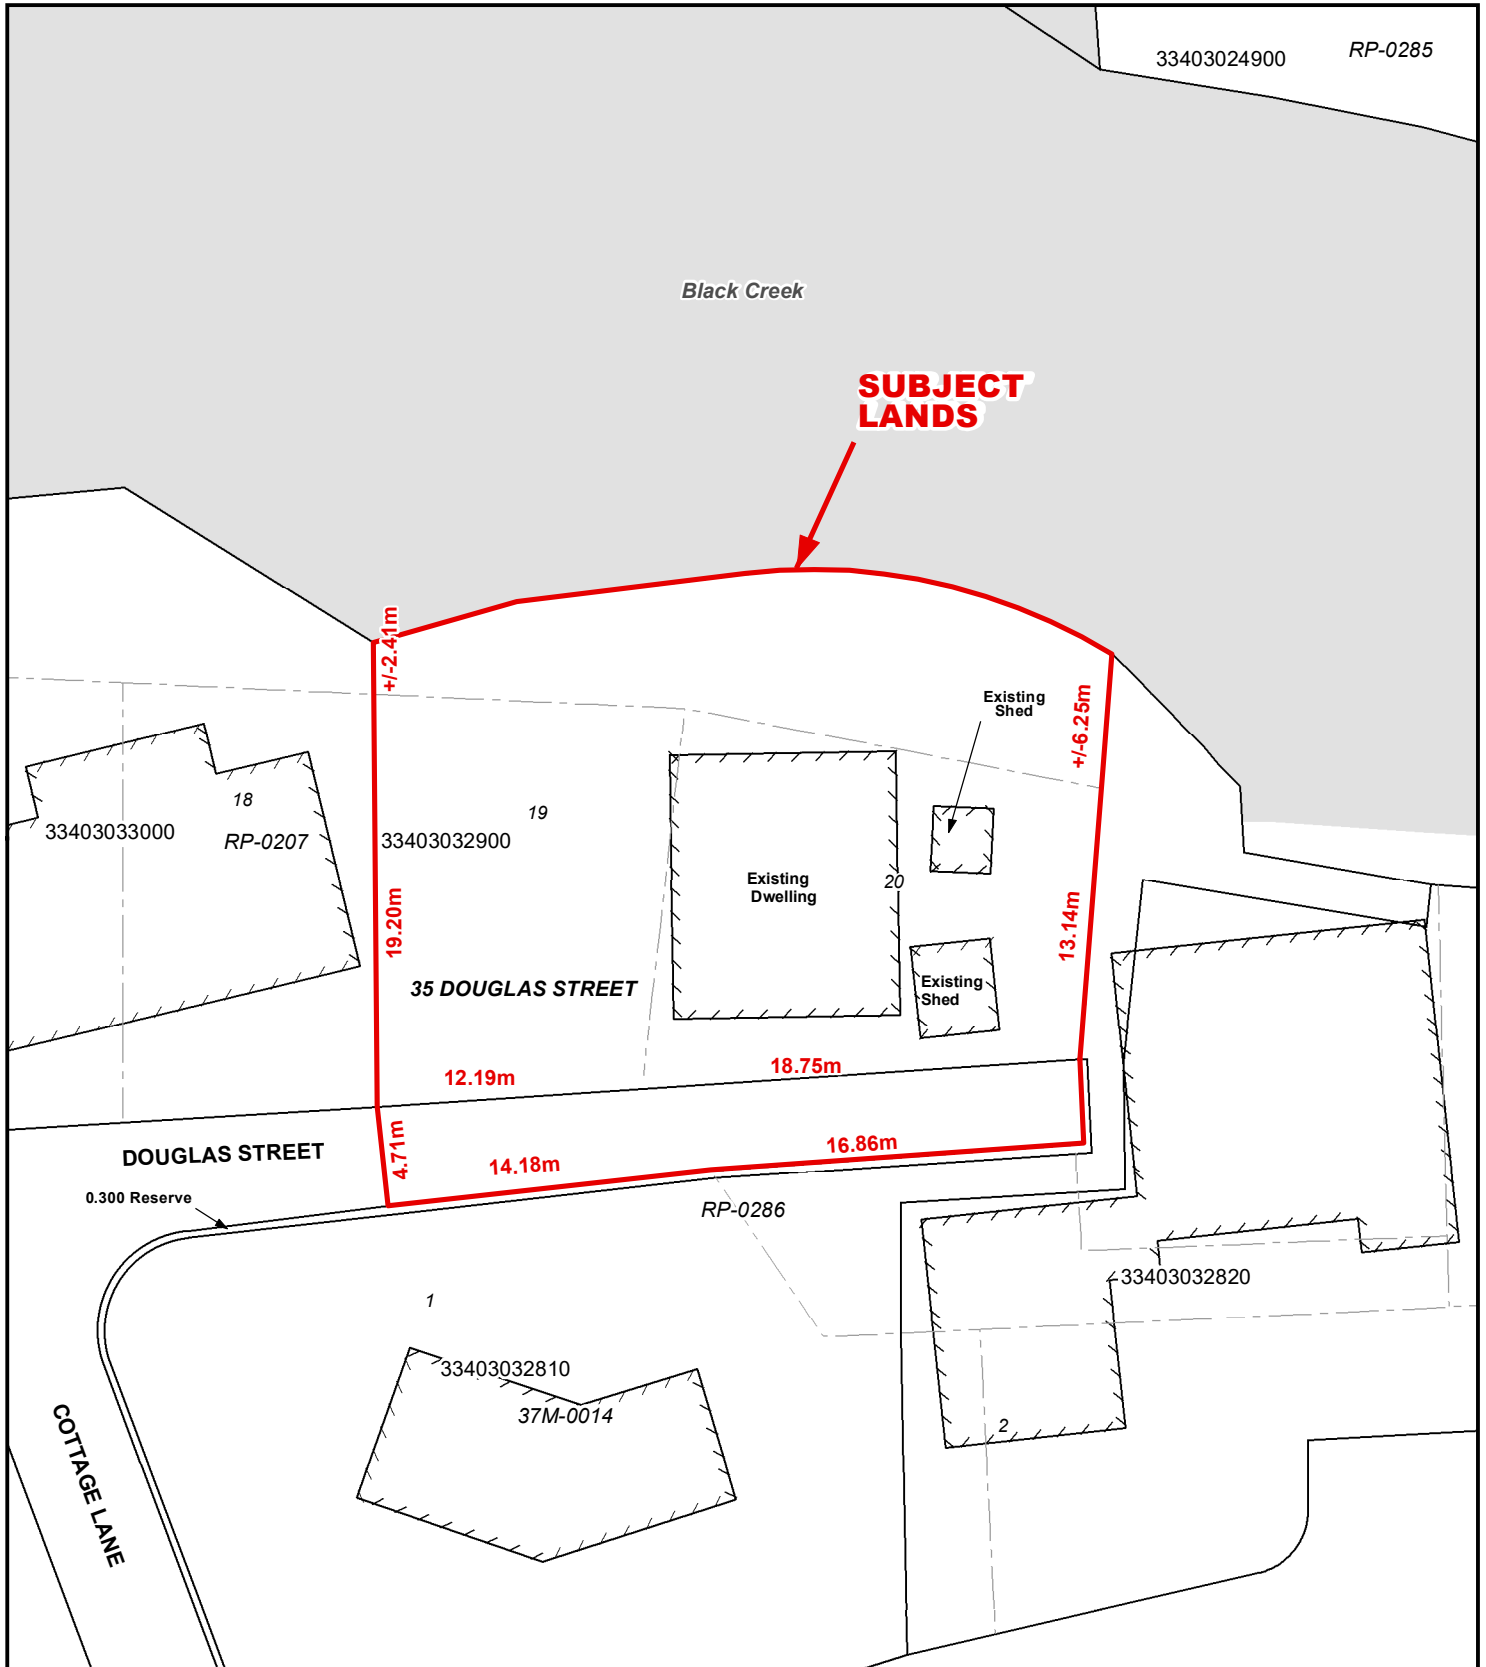 33403024900
RP-0285
Black Creek
SUBJECT
LANDS
+/-2.41m
+/-6.25m
Existing
Shed
18
33403033000
RP-0207
19
33403032900
Existing
Dwelling
20
19.20m
13.14m
35 DOUGLAS STREET
Existing
Shed
12.19m
18.75m
DOUGLAS STREET
4.71m
14.18m
16.86m
0.300 Reserve
RP-0286
33403032820
1
33403032810
37M-0014
2
COTTAGE LANE